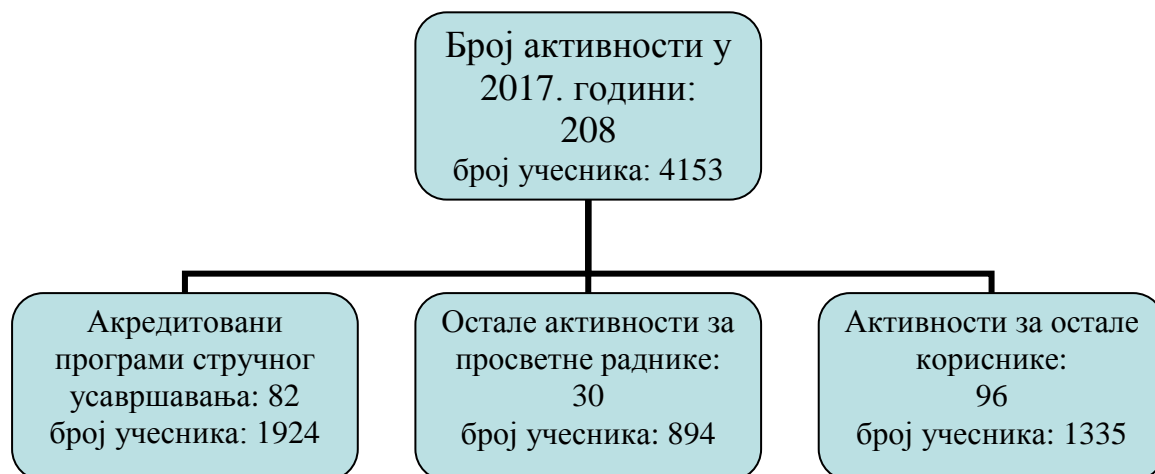 Број активности у
2017. години:
208
број учесника: 4153
Акредитовани
програми стручног
усавршавања: 82
број учесника: 1924
Остале активности за
просветне раднике:
30
број учесника: 894
Активности за остале
кориснике:
96
број учесника: 1335